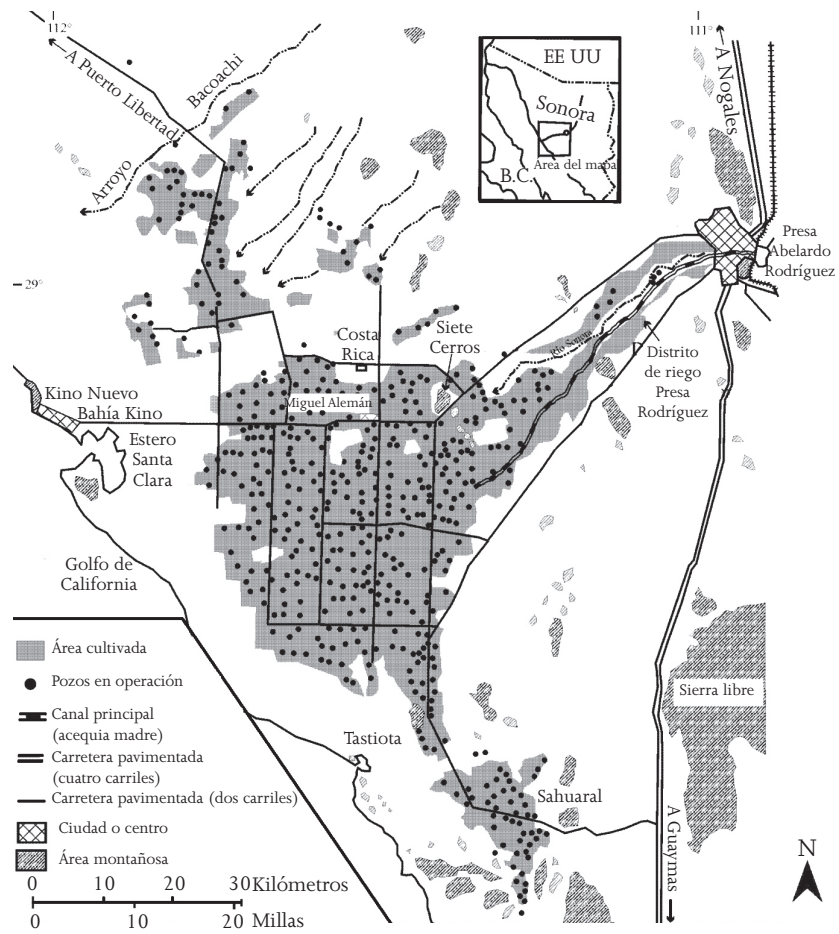 112°
111°
A Puerto Libertad
Bacoachi
Arroyo
A Nogales
EE UU
Sonora
Area del mapa
B.C.
Presa
Abelardo
Rodríguez
29°
Costa
Rica
Siete
Cerros
Río Sonora
Distrito
de riego
Presa
Rodríguez
Kino Nuevo
Bahía Kino
Miguel Alemán
Estero
Santa
Clara
Golfo de
California
Área cultivada
Pozos en operación
Canal principal
(acequia madre)
Carretera pavimentada
(cuatro carriles)
Carretera pavimentada (dos carriles)
Ciudad o centro
Área montañosa
Sierra libre
Tastiota
Sahuaral
A Guaymas
N
0 10 20 30 Kilómetros
0 10 20 Millas